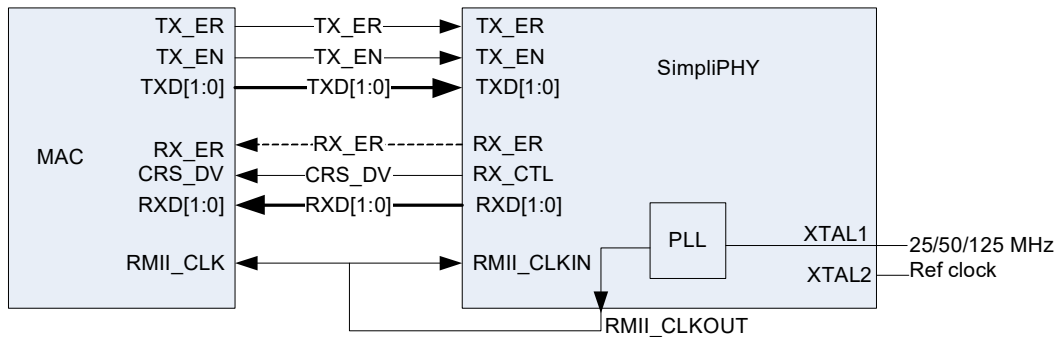 TX_ER TX_ER TX_ER
TX_EN TX_EN TX_EN
TXD[1:0] TXD[1:0] TXD[1:0]
SimpliPHY
MAC
RX_ER RX_ER RX_ER
CRS_DV CRS_DV RX_CTL
RXD[1:0] RXD[1:0] RXD[1:0]
RMII_CLK RMII_CLKIN
PLL
XTAL1
XTAL2
25/50/125 MHz
Ref clock
RMII_CLKOUT